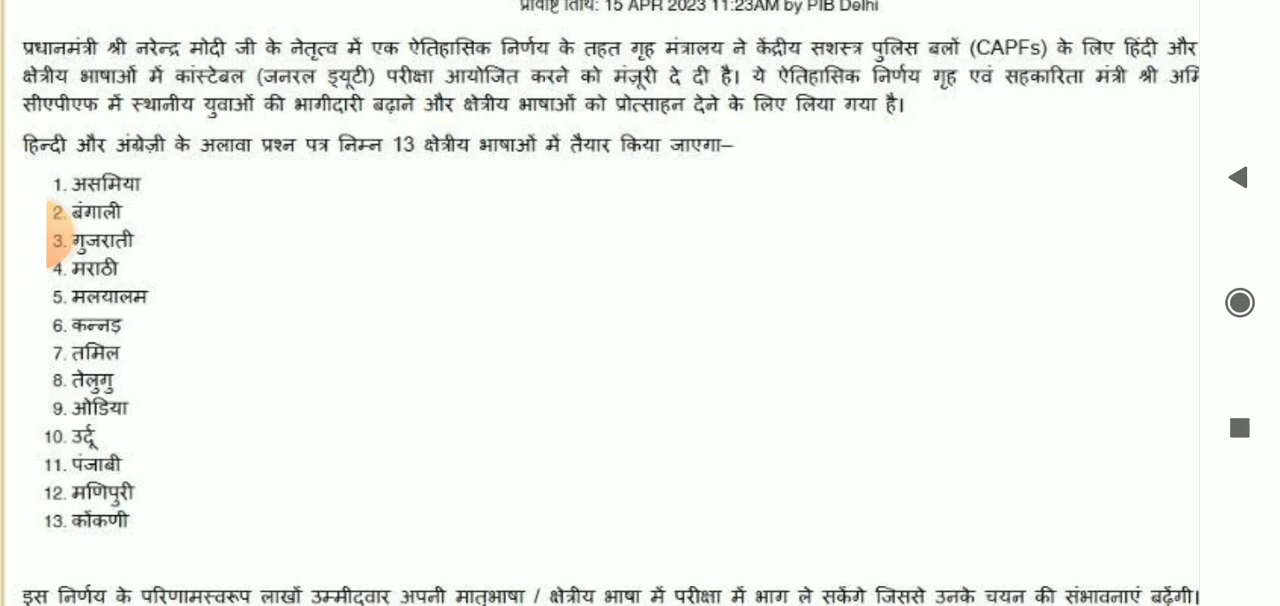 प्रविष्टि तिथि: 15 APR 2023 11:23AM by PIB Delhi
प्रधानमंत्री श्री नरेन्द्र मोदी जी के नेतृत्व में एक ऐतिहासिक निर्णय के तहत गृह मंत्रालय ने केंद्रीय सशस्त्र पुलिस बलों (CAPFs) के लिए हिंदी और
क्षेत्रीय भाषाओं में कांस्टेबल (जनरल ड्यूटी) परीक्षा आयोजित करने को मंज़ूरी दे दी है। ये ऐतिहासिक निर्णय गृह एवं सहकारिता मंत्री श्री
सीएपीएफ में स्थानीय युवाओं की भागीदारी बढ़ाने और क्षेत्रीय भाषाओं को प्रोत्साहन देने के लिए लिया गया है।
हिन्दी और अंग्रेज़ी के अलावा प्रश्न पत्र निम्न 13 क्षेत्रीय भाषाओं में तैयार किया जाएगा–
1. असमिया
2. बंगाली
3. गुजराती
4. मराठी
5. मलयालम
6. कन्नड़
7. तमिल
8. तेलुगु
9. ओडिया
10. उर्दू
11. पंजाबी
12. मणिपुरी
13. कोंकणी
इस निर्णय के परिणामस्वरूप लाखों उम्मीदवार अपनी मातृभाषा / क्षेत्रीय भाषा में परीक्षा में भाग ले सकेंगे जिससे उनके चयन की संभावनाएं बढ़ेंगी।